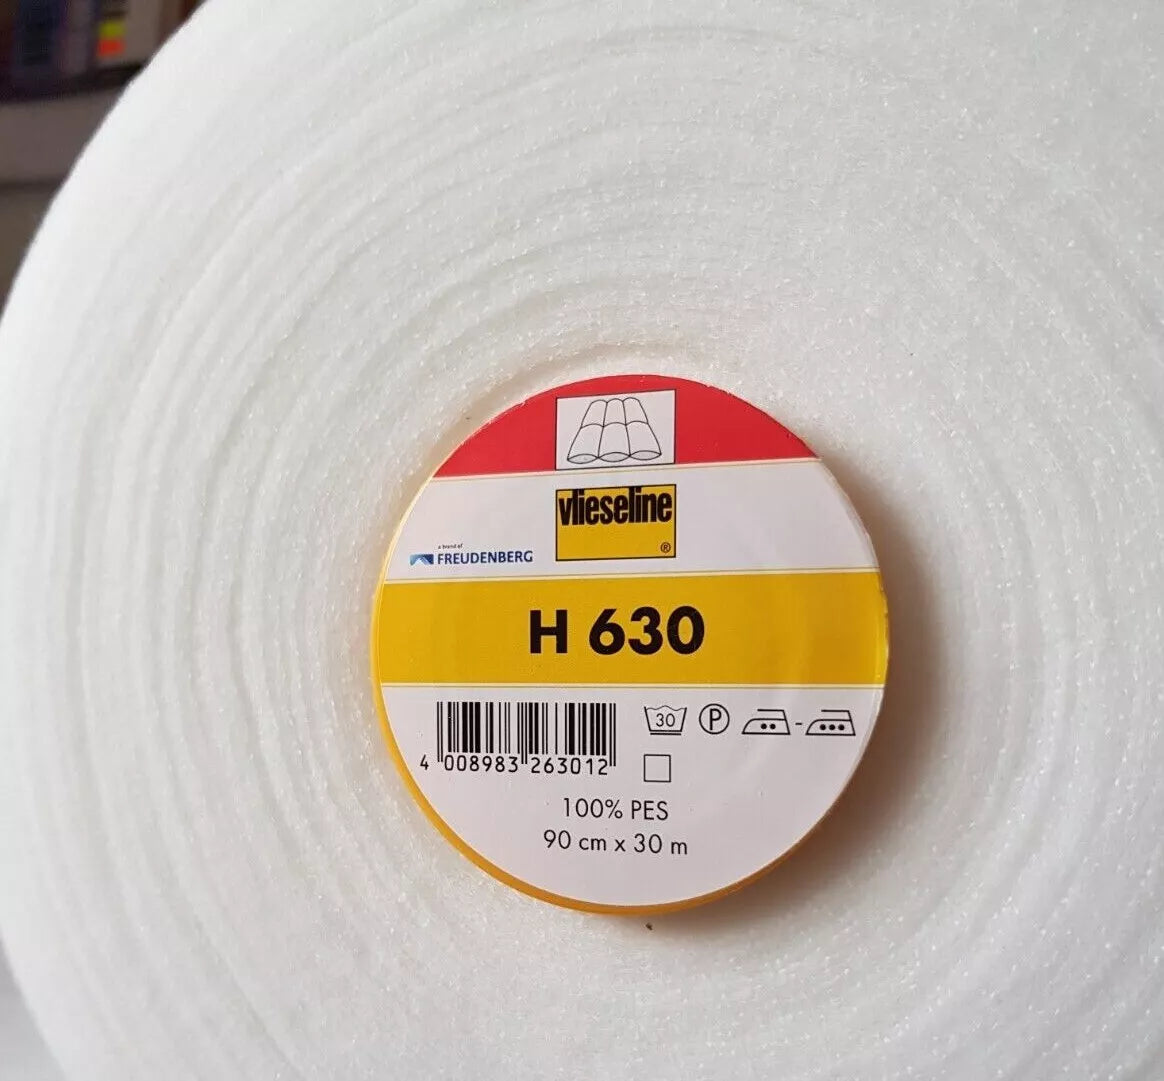 vlieseline
®
a brand of
FREUDENBERG
H 630
30 P
4 008983 263012
100% PES
90 cm x 30 m